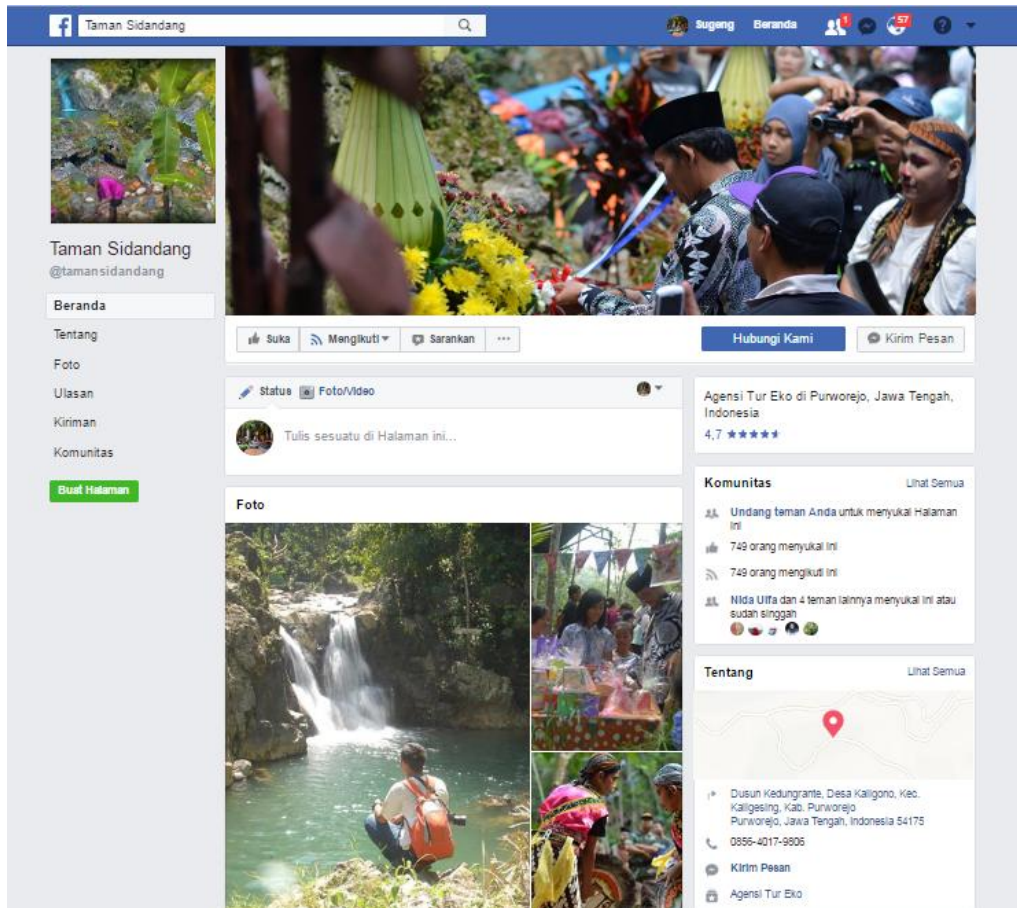 Taman Sidandang
Sugeng
Beranda
1
57
Taman Sidandang
@tamansidandang
Beranda
Tentang
Foto
Ulasan
Kiriman
Komunitas
Buat Halaman
Suka
Mengikuti
Sarankan
Hubungi Kami
Kirim Pesan
Status
Foto/Video
Tulis sesuatu di Halaman ini...
Foto
Agensi Tur Eko di Purworejo, Jawa Tengah,
Indonesia
4,7
Komunitas
Lihat Semua
Undang teman Anda untuk menyukai Halaman
ini
749 orang menyukai ini
749 orang mengikuti ini
Nida Ulfa dan 4 teman lainnya menyukai ini atau
sudah singgah
Tentang
Lihat Semua
Dusun Kedungrante, Desa Kaligono, Kec.
Kaligesing, Kab. Purworejo
Purworejo, Jawa Tengah, Indonesia 54175
0856-4017-9806
Kirim Pesan
Agensi Tur Eko